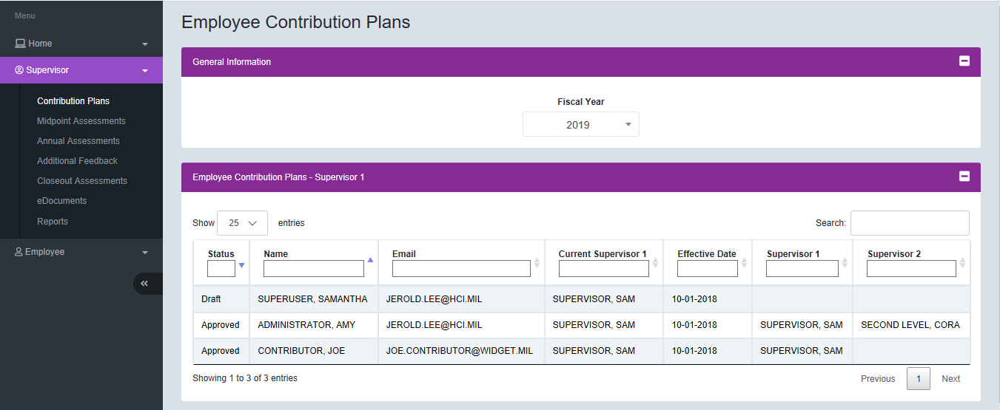 Menu
Home
Supervisor
Contribution Plans
Midpoint Assessments
Annual Assessments
Additional Feedback
Closeout Assessments
eDocuments
Reports
Employee
Employee Contribution Plans
General Information
Fiscal Year
2019
Employee Contribution Plans - Supervisor 1
Show 25 entries Search:
Status Name Email Current Supervisor 1 Effective Date Supervisor 1 Supervisor 2
Draft SUPERUSER, SAMANTHA JEROLD.LEE@HCI.MIL SUPERVISOR, SAM 10-01-2018
Approved ADMINISTRATOR, AMY JEROLD.LEE@HCI.MIL SUPERVISOR, SAM 10-01-2018 SUPERVISOR, SAM SECOND LEVEL, CORA
Approved CONTRIBUTOR, JOE JOE.CONTRIBUTOR@WIDGET.MIL SUPERVISOR, SAM 10-01-2018 SUPERVISOR, SAM
Showing 1 to 3 of 3 entries Previous 1 Next